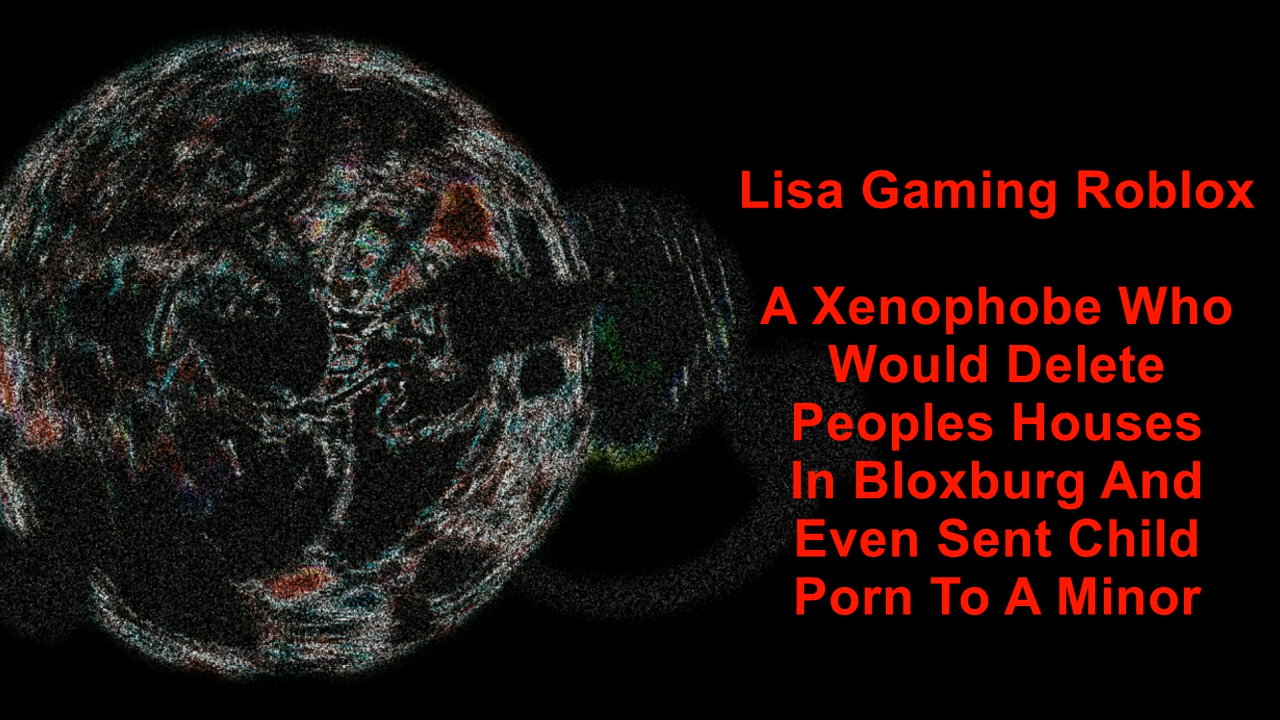 Lisa Gaming Roblox
A Xenophobe Who
Would Delete
Peoples Houses
In Bloxburg And
Even Sent Child
Porn To A Minor